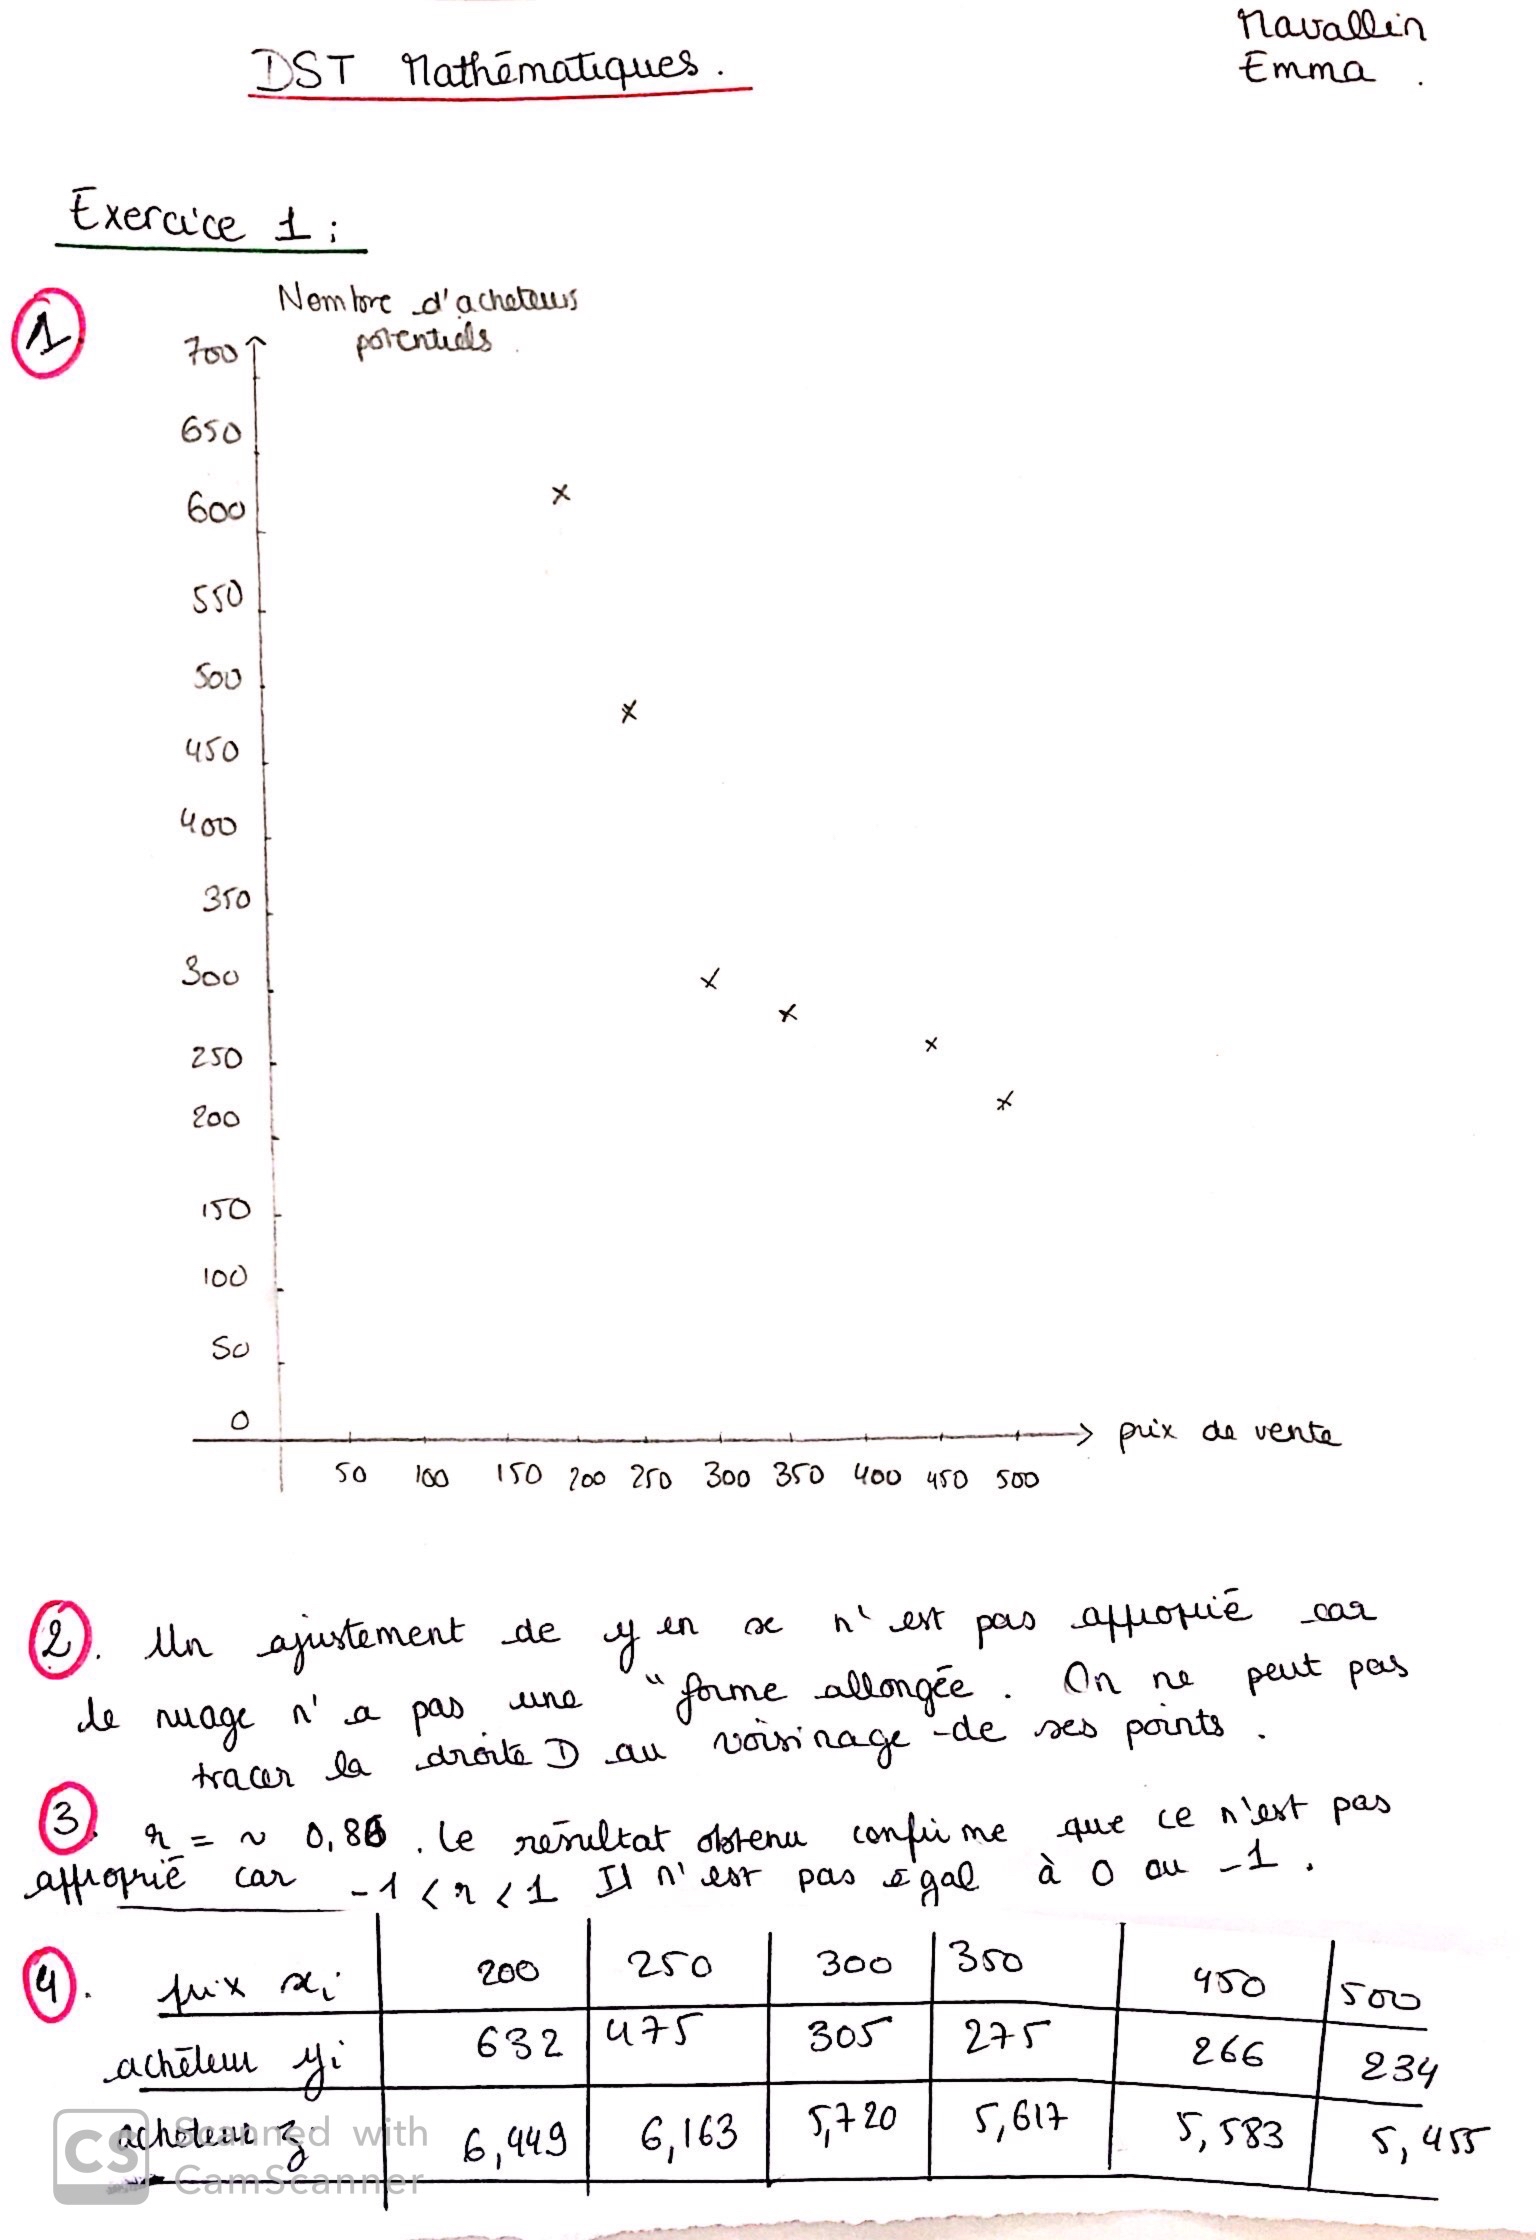 Mavallin
DST Mathématiques.
Emma.
Exercice 1:
1
Nombre d'acheteurs
potentiels.
700
650
600
550
500
450
400
350
300
250
200
150
100
50
0
prix de vente
50 100 150 200 250 300 350 400 450 500
2. Un ajustement de y en x n'est pas approprié car
le nuage n'a pas une "forme allongée. On ne peut pas
tracer la droite D au voisinage de ses points.
3. r = ~ 0,86. Le résultat obtenu confirme que ce n'est pas
approprié car -1 < r < 1 Il n'est pas égal à 0 ou -1.
4. prix xi 200 250 300 350 450 500
achéteur yi 632 475 305 275 266 234
acheteur z 6,449 6,163 5,720 5,617 5,583 5,455
CS Scanned with
CamScanner